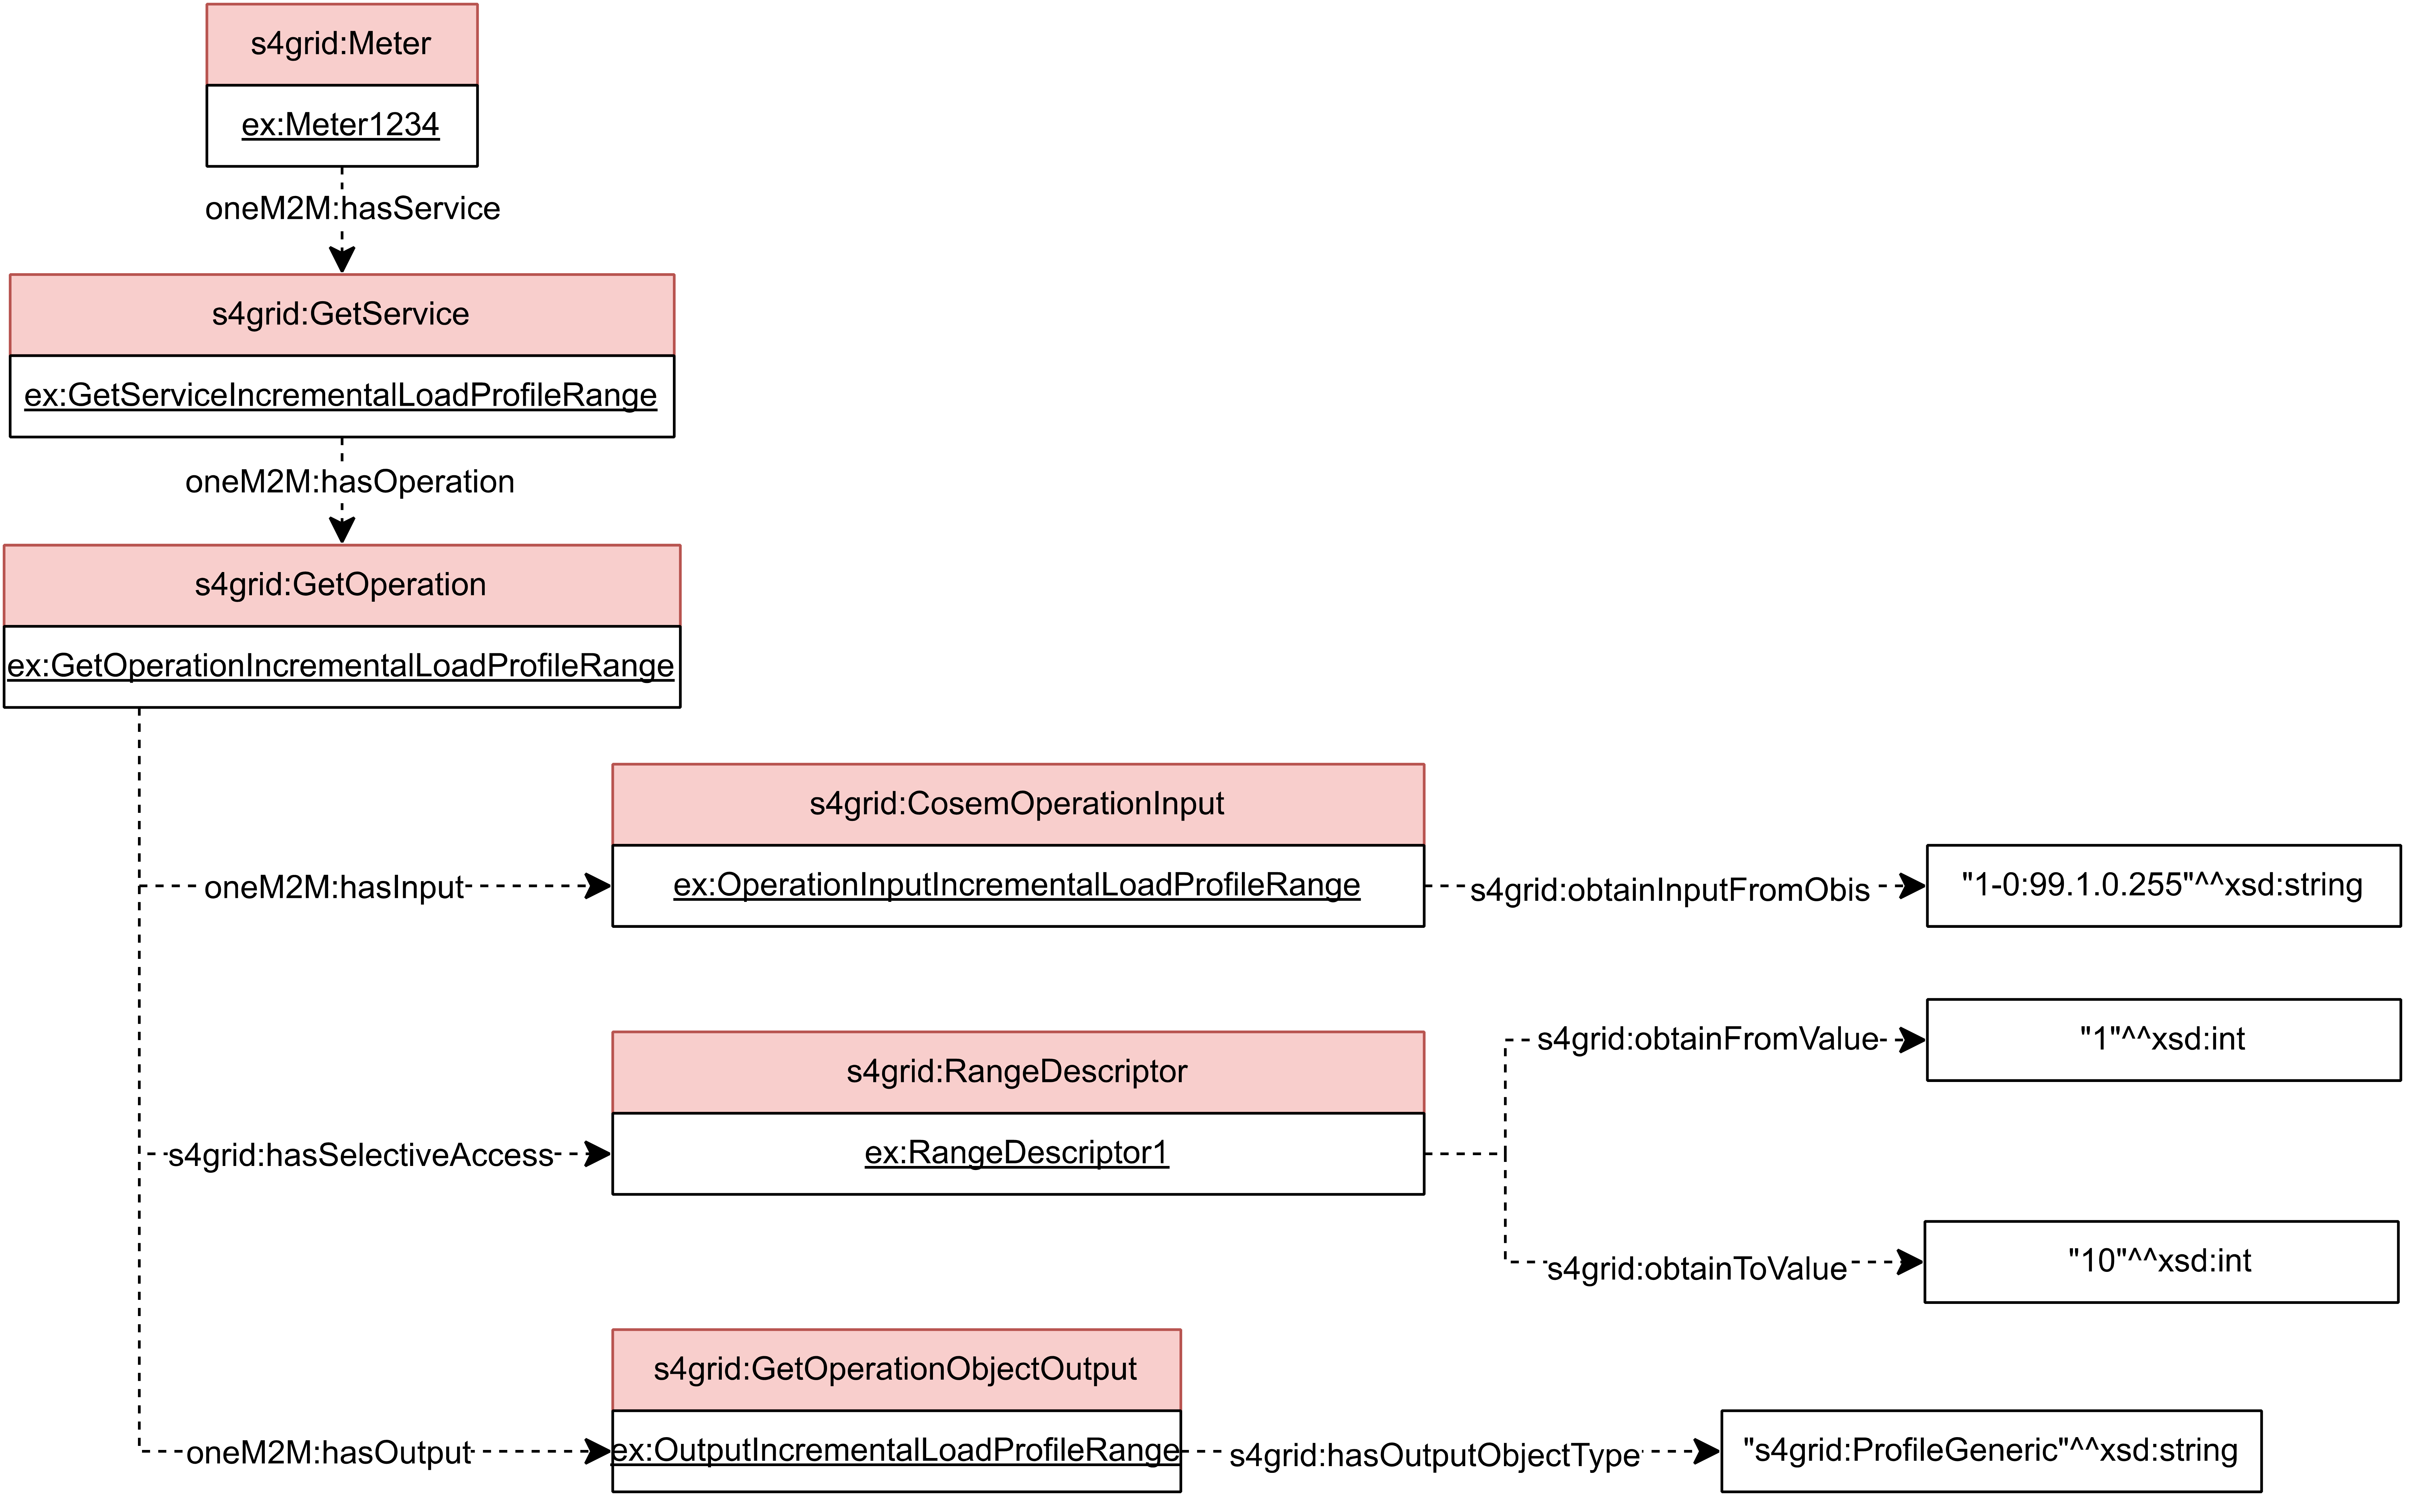 s4grid:Meter
ex:Meter1234
oneM2M:hasService
s4grid:GetService
ex:GetServiceIncrementalLoadProfileRange
oneM2M:hasOperation
s4grid:GetOperation
ex:GetOperationIncrementalLoadProfileRange
s4grid:CosemOperationInput
oneM2M:hasInput
ex:OperationInputIncrementalLoadProfileRange
s4grid:obtainInputFromObis
"1-0:99.1.0.255"^^xsd:string
s4grid:RangeDescriptor
s4grid:obtainFromValue
"1"^^xsd:int
s4grid:hasSelectiveAccess
ex:RangeDescriptor1
s4grid:obtainToValue
"10"^^xsd:int
s4grid:GetOperationObjectOutput
oneM2M:hasOutput
ex:OutputIncrementalLoadProfileRange
s4grid:hasOutputObjectType
"s4grid:ProfileGeneric"^^xsd:string